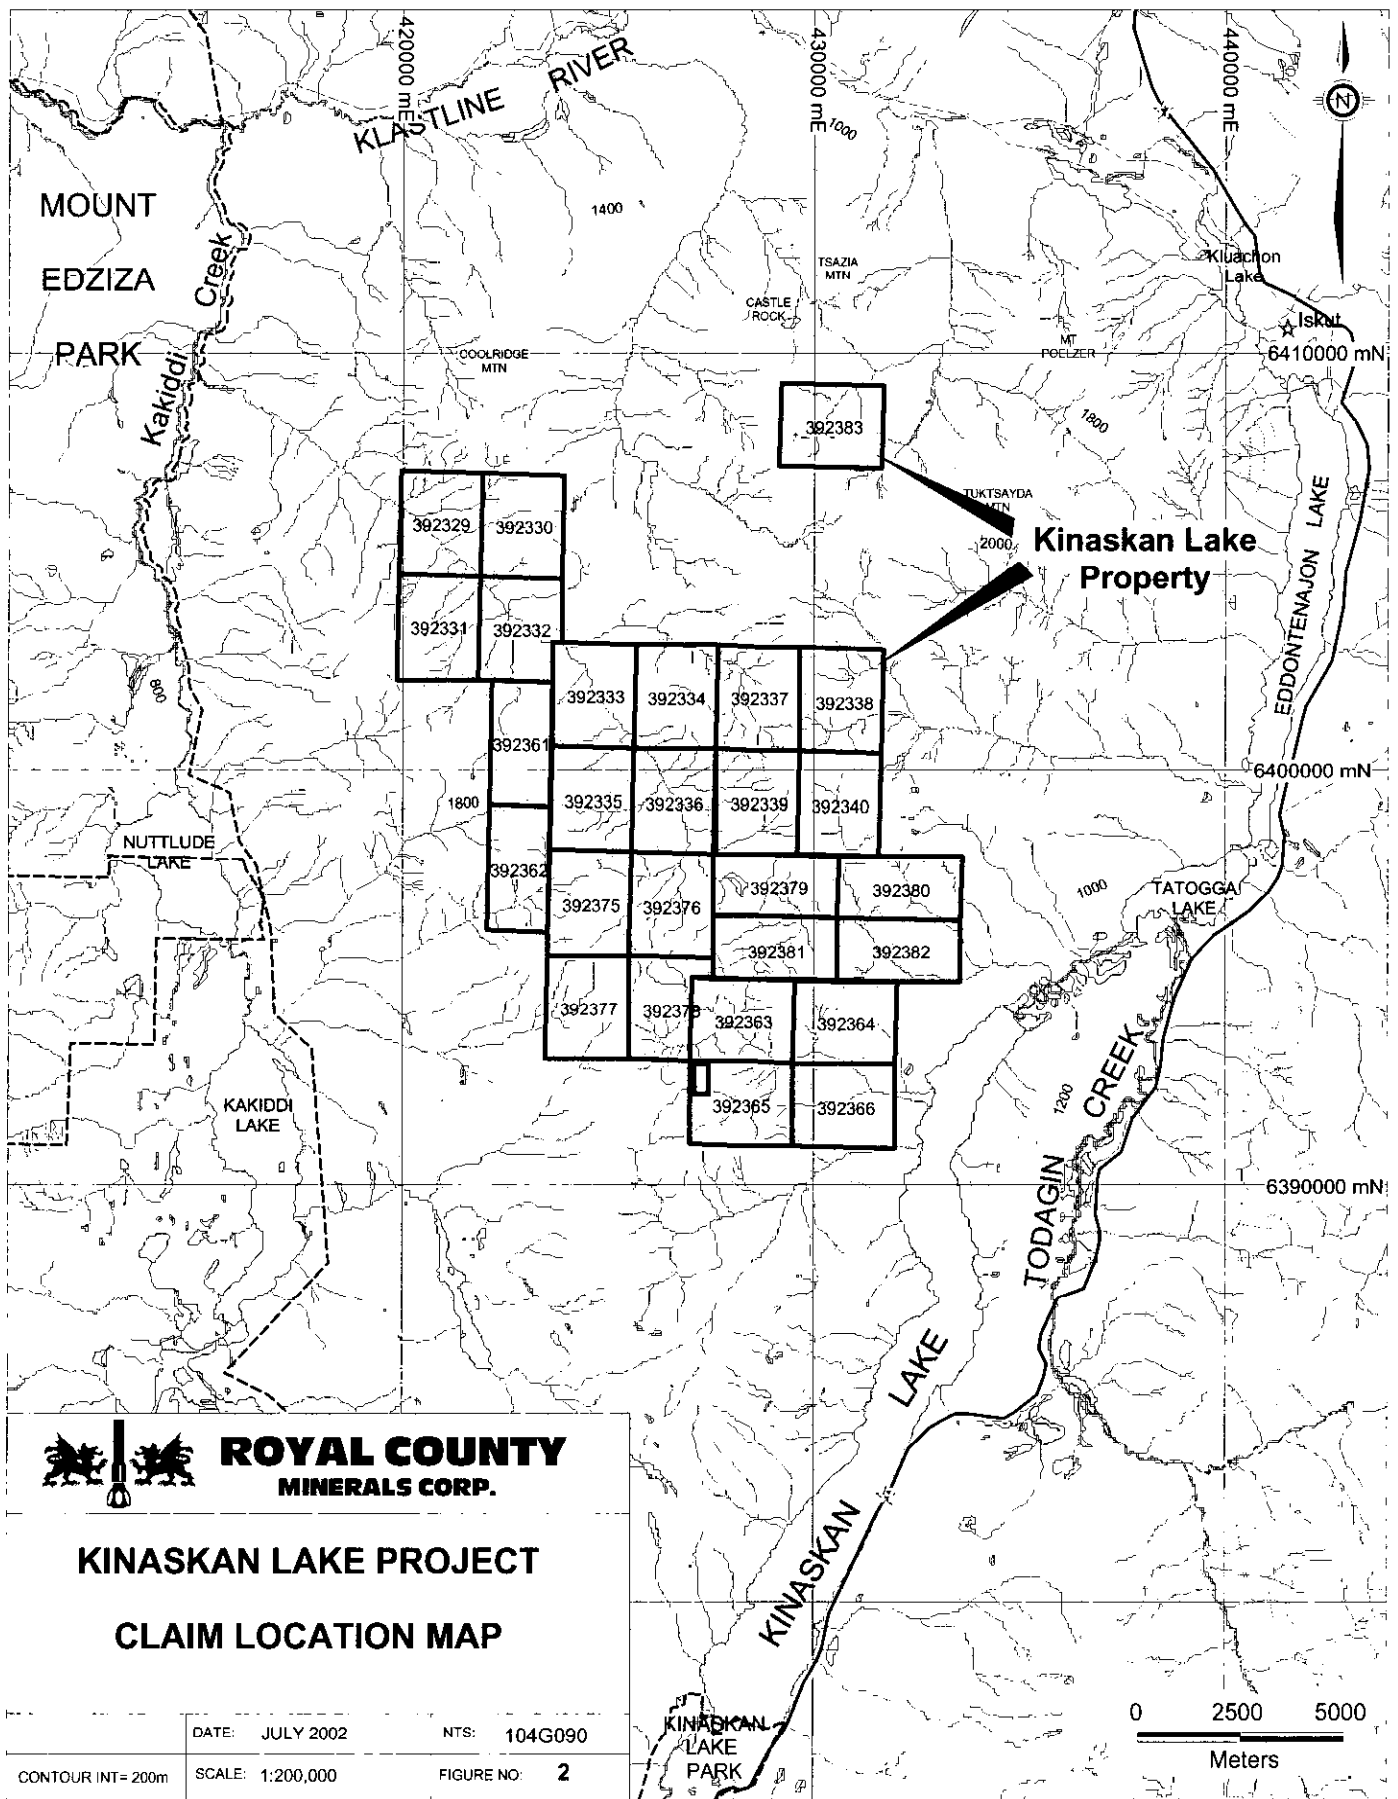 420000 mE
430000 mE
440000 mE
KLASTLINE RIVER
1000
MOUNT
EDZIZA
PARK
Kakiddi Creek
1400
N
TSAZIA
MTN
CASTLE
ROCK
Kluachon
Lake
Iskut
COOLRIDGE
MTN
MT
POELZER
6410000 mN
392383
1800
TUKTSAYDA
MTN
2000
EDDONTENAJON LAKE
392329
392330
Kinaskan Lake
Property
392331
392332
800
392333
392334
392337
392338
392361
6400000 mN
1800
392335
392336
392339
392340
NUTTLUDE
LAKE
392362
392375
392376
392379
392380
1000
TATOGGA
LAKE
392381
392382
392377
392378
392363
392364
KAKIDDI
LAKE
392365
392366
1200
TODAGIN CREEK
6390000 mN
KINASKAN LAKE
ROYAL COUNTY
MINERALS CORP.
KINASKAN LAKE PROJECT
CLAIM LOCATION MAP
DATE: JULY 2002
NTS: 104G090
CONTOUR INT= 200m
SCALE: 1:200,000
FIGURE NO: 2
KINASKAN
LAKE
PARK
0 2500 5000
Meters